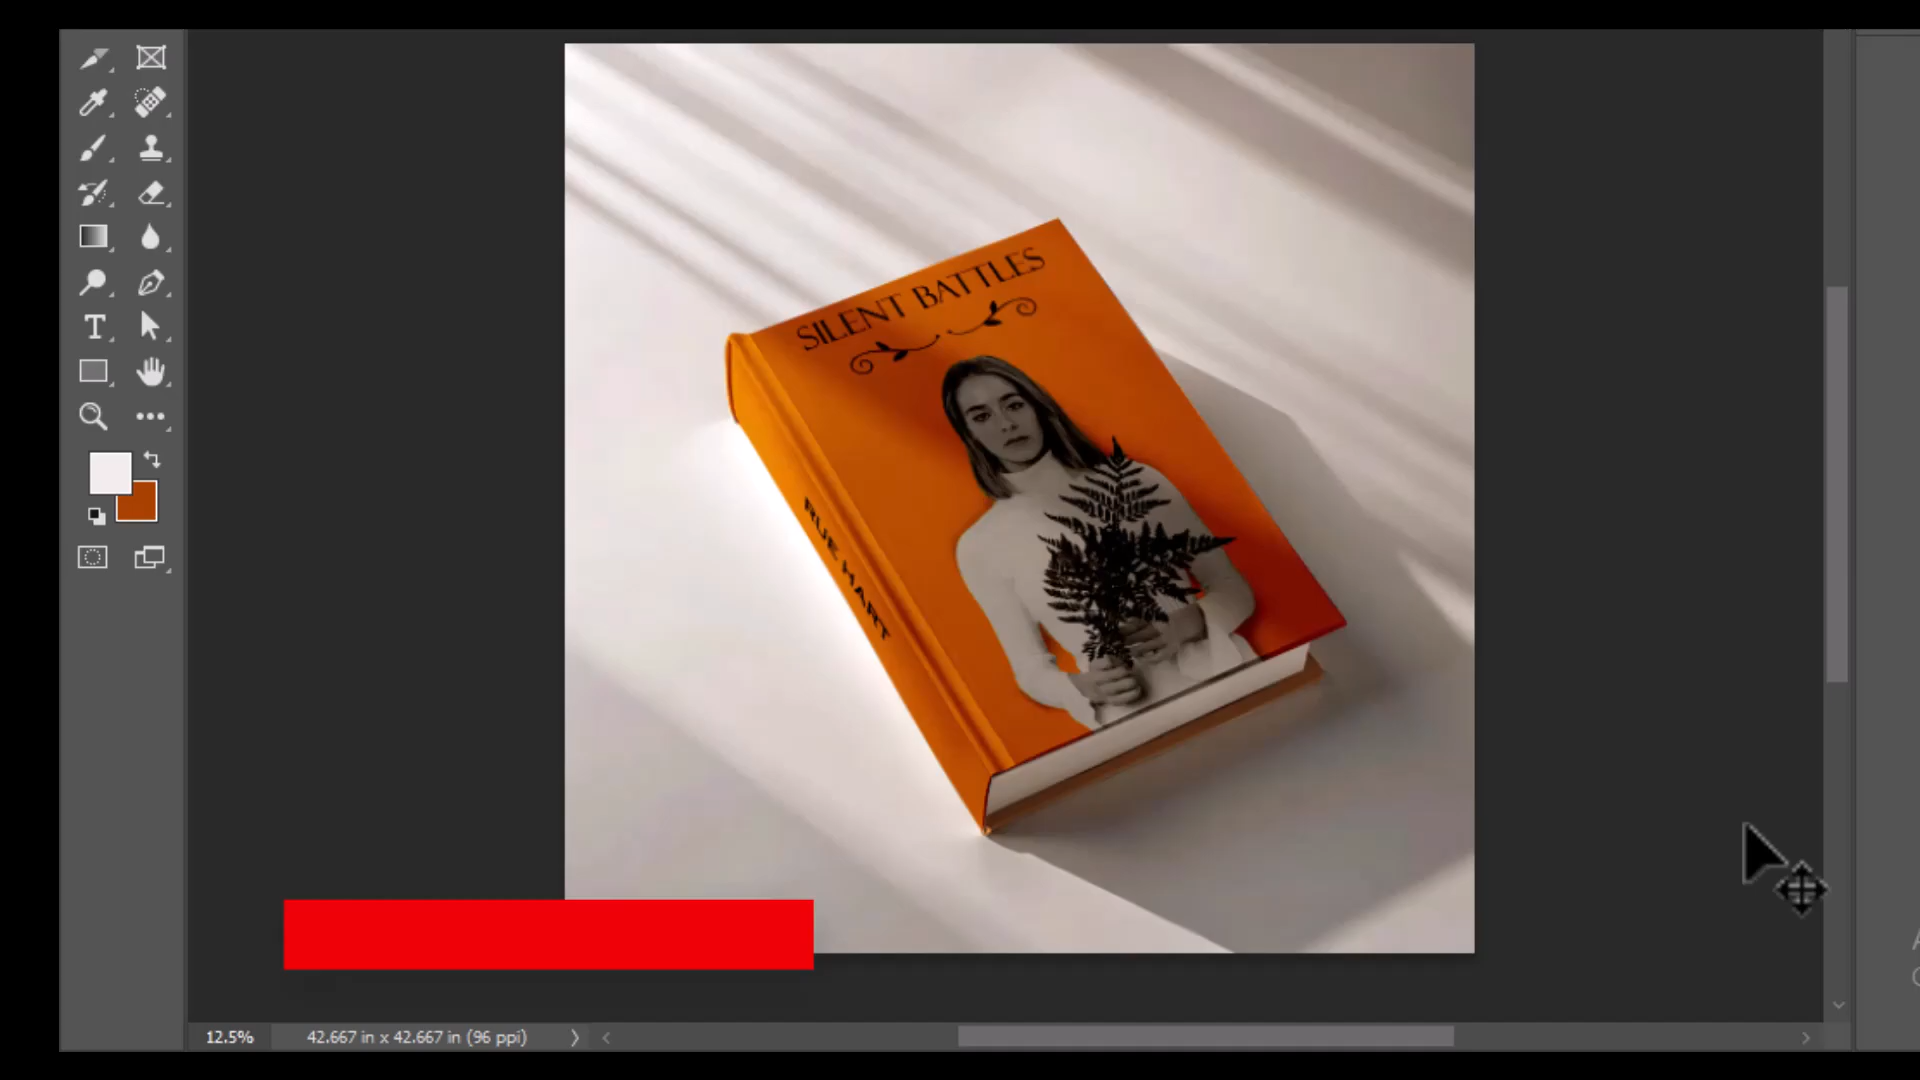 SILENT BATTLES
RUE HART
12.5%
42.667 in x 42.667 in (96 ppi)